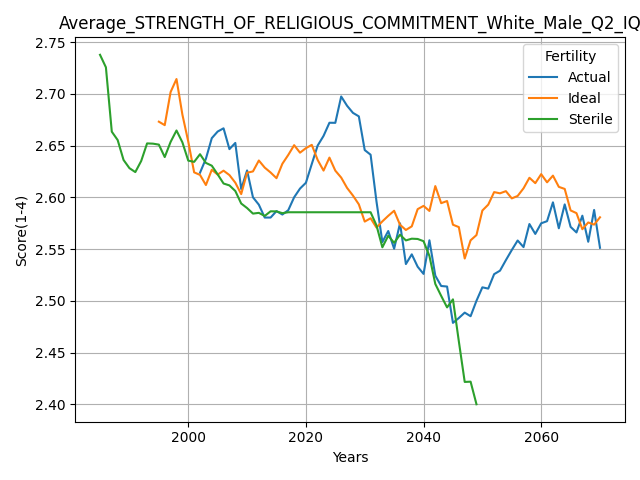 Average_STRENGTH_OF_RELIGIOUS_COMMITMENT_White_Male_Q2_IQ
2.75
2.70
2.65
2.60
2.55
2.50
2.45
2.40
Score(1-4)
Fertility
Actual
Ideal
Sterile
2000 2020 2040 2060
Years